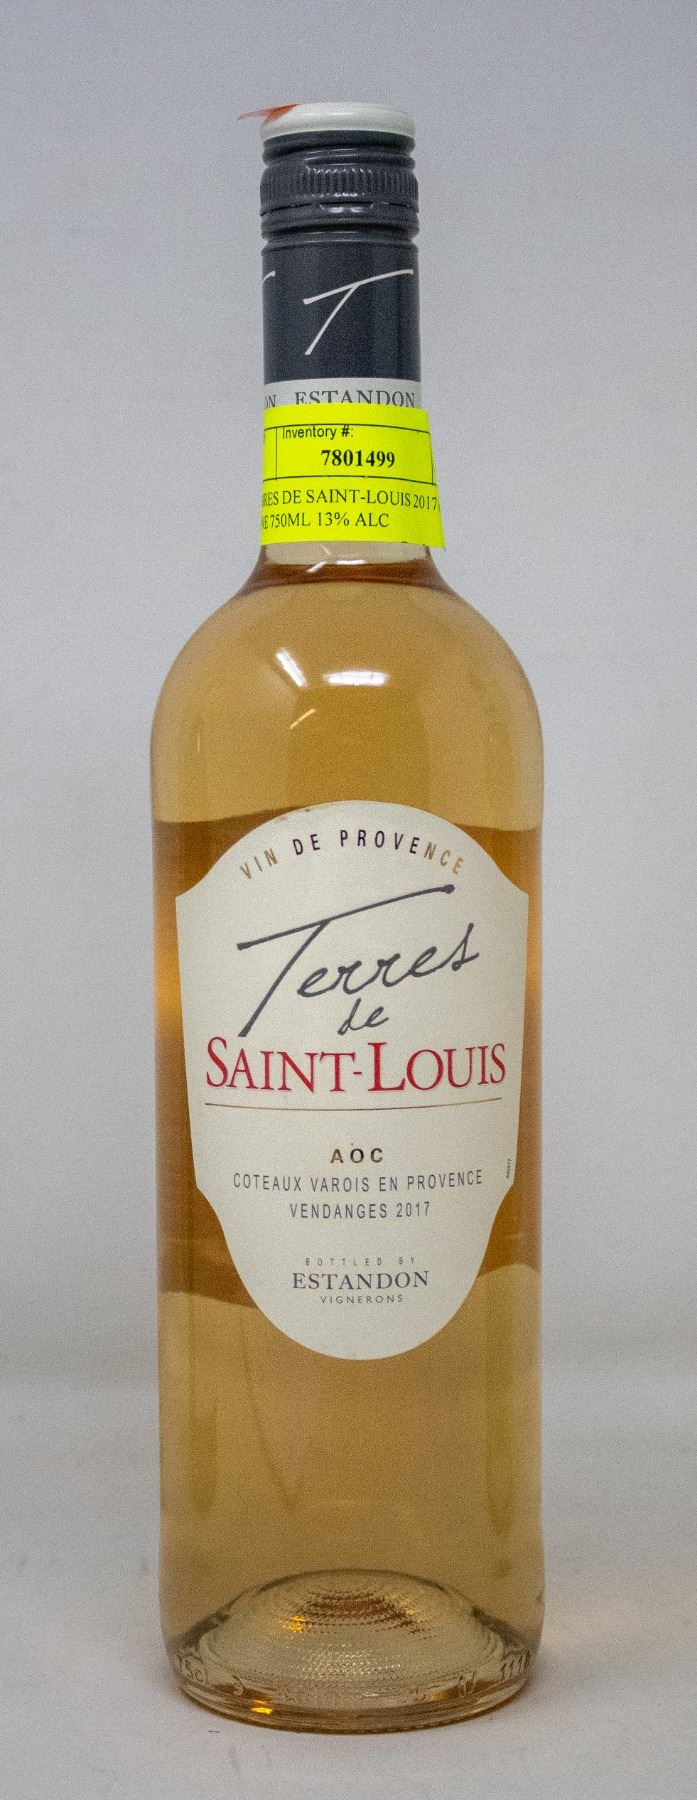 T
ESTANDON
Inventory #:
7801499
DE SAINT-LOUIS 2017
750ML 13% ALC
VIN DE PROVENCE
Terres
de
SAINT-LOUIS
AOC
COTEAUX VAROIS EN PROVENCE
VENDANGES 2017
BOTTLED BY
ESTANDON
VIGNERONS